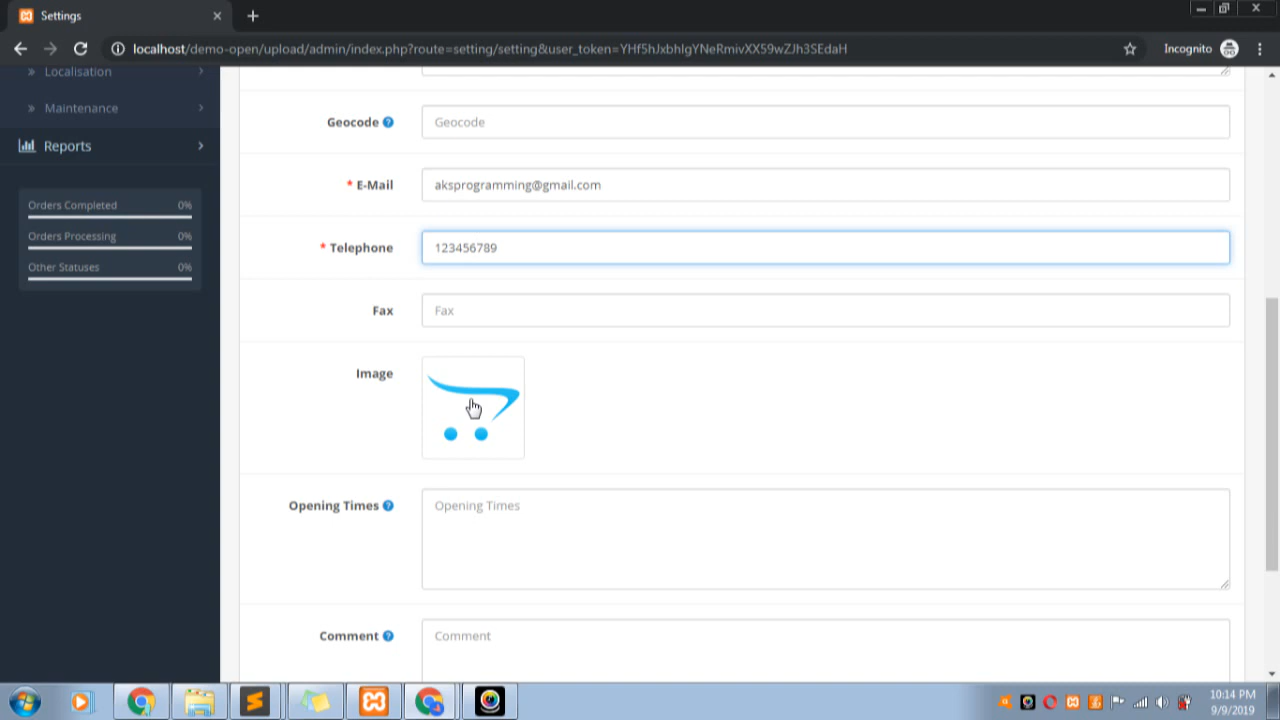 Settings
localhost/demo-open/upload/admin/index.php?route=setting/setting&user_token=YHf5hJxbhIgYNeRmivXX59wZJh3SEdaH
Incognito
Localisation
Maintenance
Reports
Orders Completed 0%
Orders Processing 0%
Other Statuses 0%
Geocode
Geocode
* E-Mail
aksprogramming@gmail.com
* Telephone
123456789
Fax
Fax
Image
Opening Times
Opening Times
Comment
Comment
10:14 PM
9/9/2019